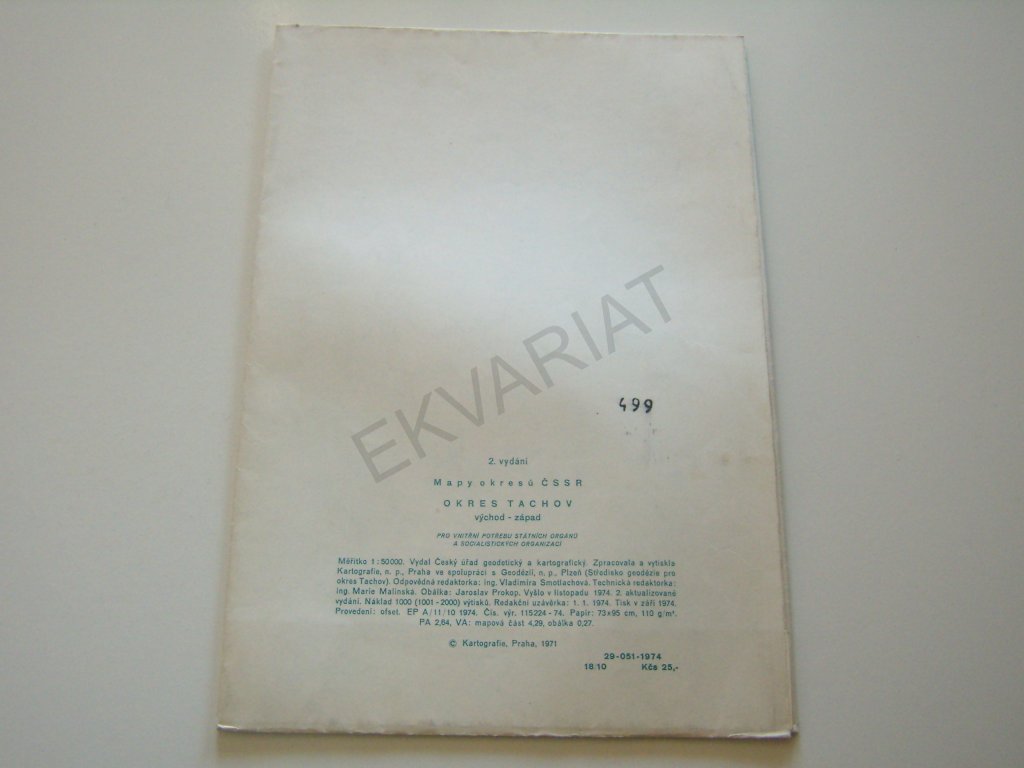 EKVARIAT
499
2. vydání
Mapy okresů ČSSR
OKRES TACHOV
východ - západ
PRO VNITŘNÍ POTŘEBU STÁTNÍCH ORGÁNŮ
A SOCIALISTICKÝCH ORGANIZACÍ
Měřítko 1 : 50 000. Vydal Český úřad geodetický a kartografický. Zpracovala a vytiskla
Kartografie, n. p., Praha ve spolupráci s Geodézií, n. p., Plzeň (Středisko geodézie pro
okres Tachov). Odpovědná redaktorka: ing. Vladimíra Smotlachová. Technická redaktorka:
ing. Marie Malinská. Obálka: Jaroslav Prokop. Vyšlo v listopadu 1974. 2. aktualizované
vydání. Náklad 1000 (1001 - 2000) výtisků. Redakční uzávěrka: 1. 1. 1974. Tisk v září 1974.
Provedení: ofset. EP A / 11 / 10 1974. Čís. výr. 115 224 - 74. Papír: 73x95 cm, 110 g/m².
PA 2,64, VA: mapová část 4,29, obálka 0,27.
© Kartografie, Praha, 1971
29-051-1974
18/10 Kčs 25,-